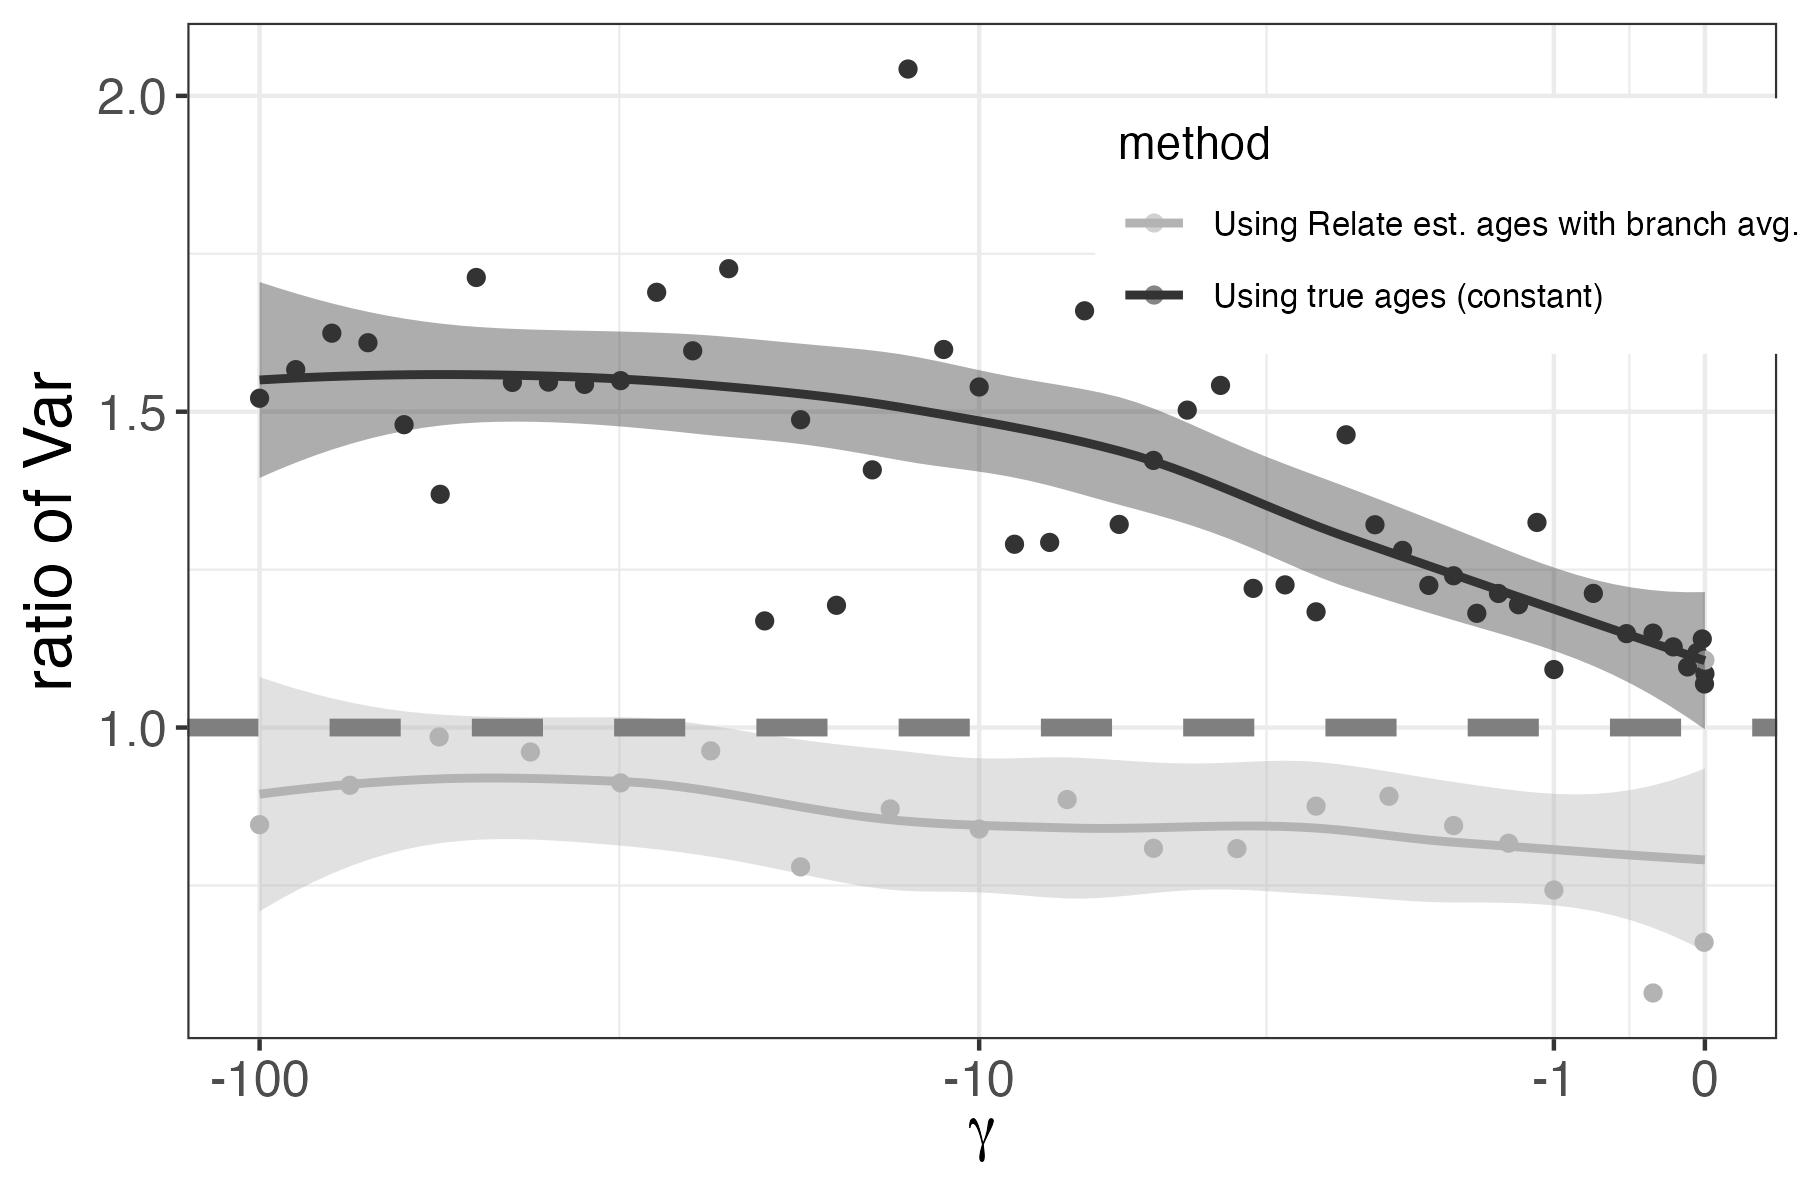 ratio of Var
2.0
1.5
1.0
method
Using Relate est. ages with branch avg.
Using true ages (constant)
-100
-10
-1
0
γ